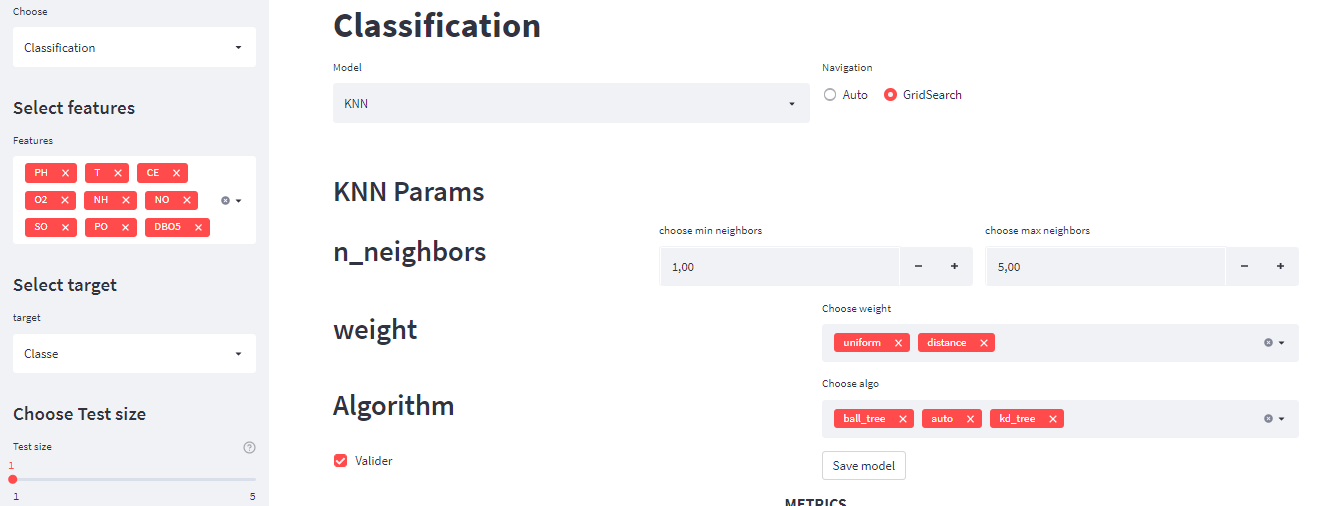 Choose
Classification
Select features
Features
PH T CE
O2 NH NO
SO PO DBO5
Select target
target
Classe
Choose Test size
Test size
1
1 5
Classification
Model
KNN
Navigation
Auto GridSearch
KNN Params
n_neighbors
choose min neighbors
1,00
choose max neighbors
5,00
weight
Choose weight
uniform distance
Algorithm
Choose algo
ball_tree auto kd_tree
Valider
Save model
METRICS